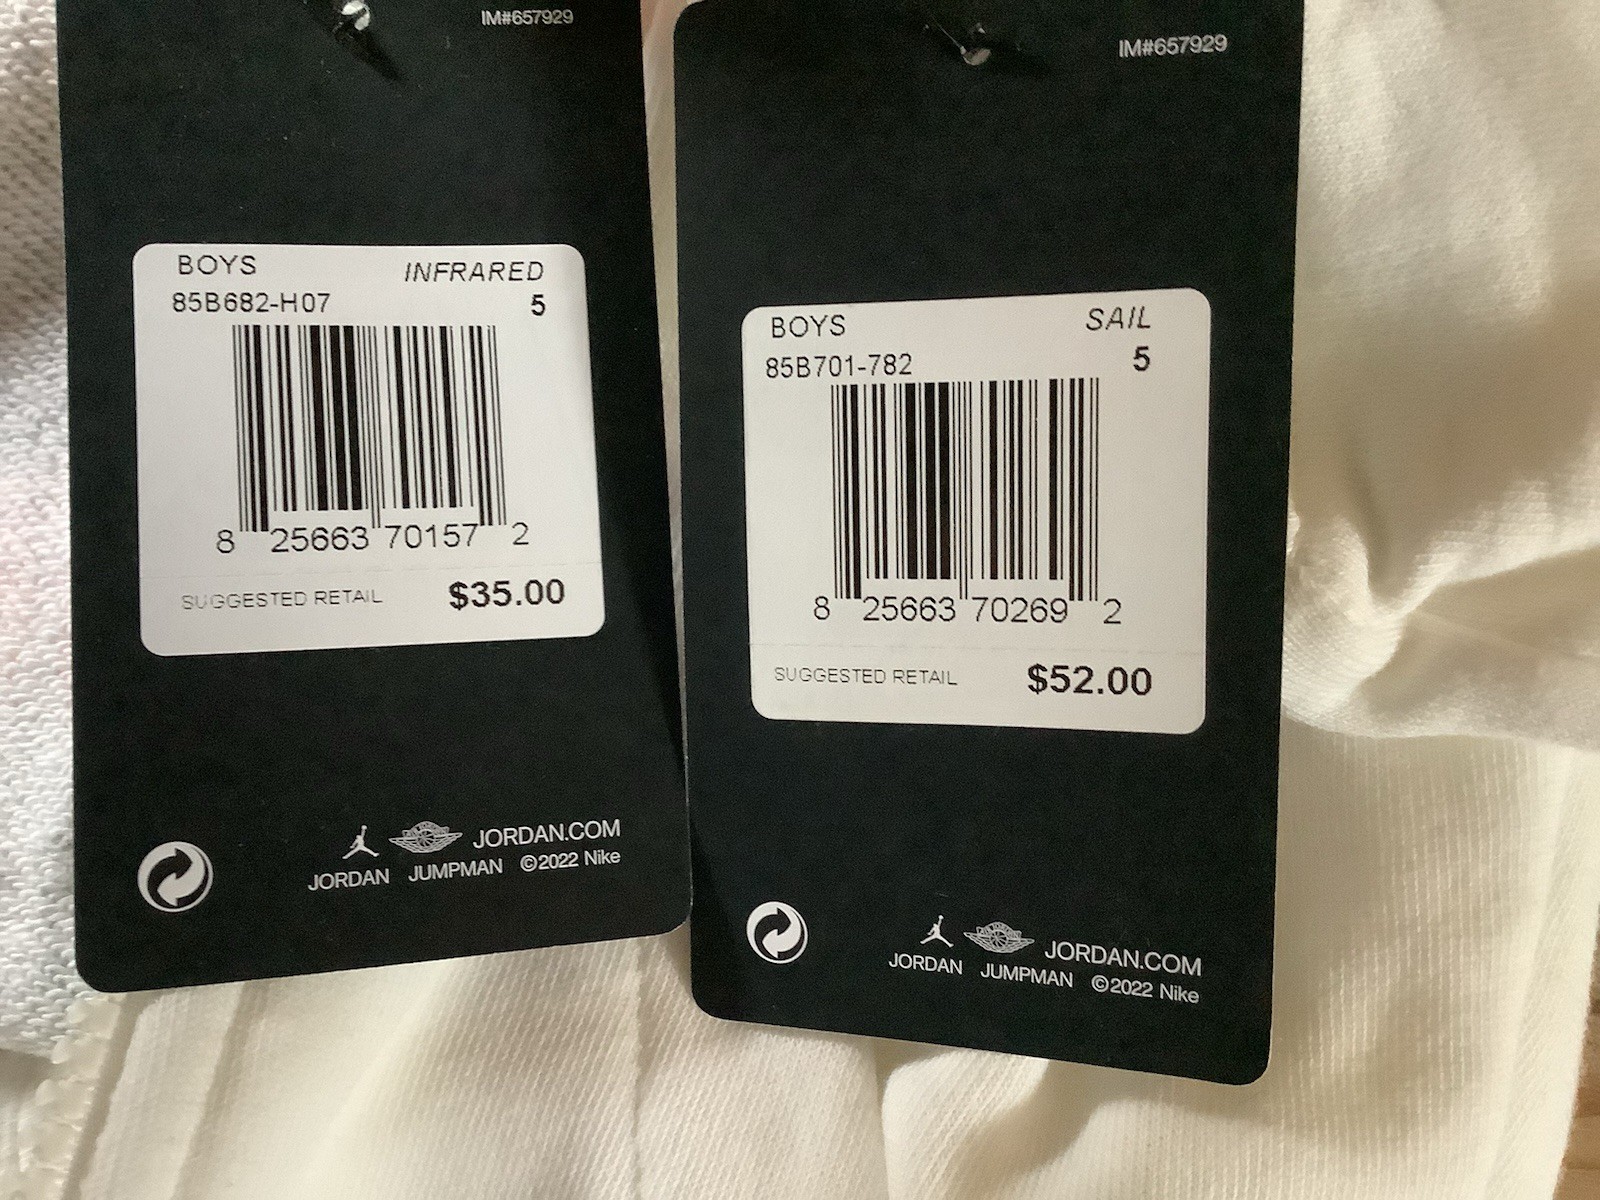 IM#657929
BOYS
INFRARED
85B682-H07
5
8 25663 70157 2
SUGGESTED RETAIL $35.00
JORDAN.COM
JORDAN JUMPMAN ©2022 Nike
IM#657929
BOYS
SAIL
85B701-782
5
8 25663 70269 2
SUGGESTED RETAIL $52.00
JORDAN.COM
JORDAN JUMPMAN ©2022 Nike